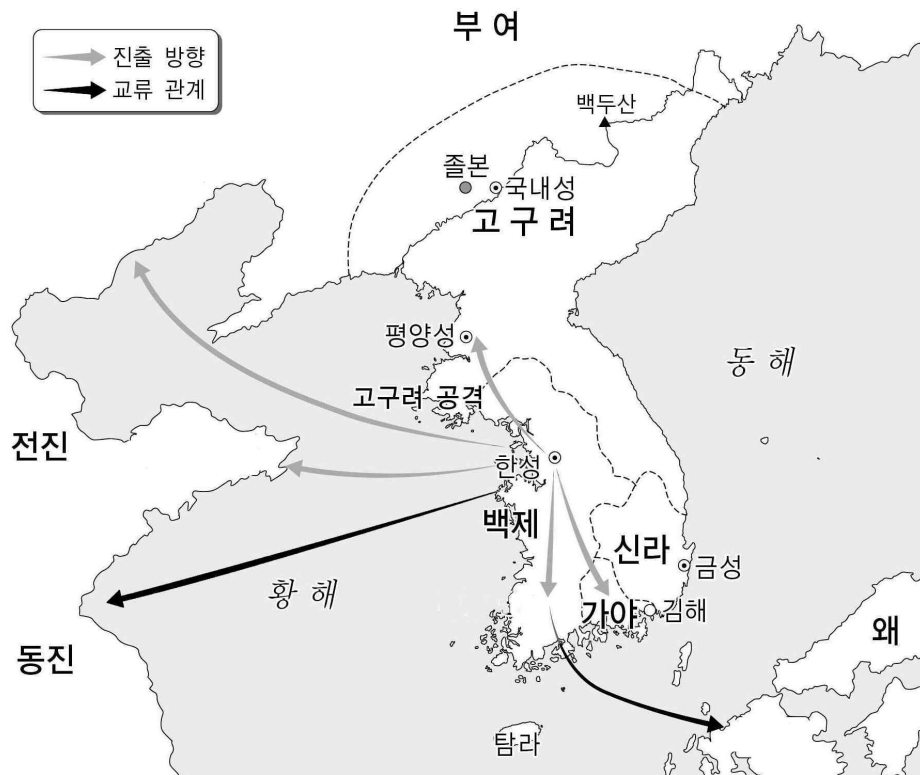 부 여
진출 방향
교류 관계
백두산
졸본
국내성
고 구 려
평양성
동 해
고구려 공격
전진
한성
백제
신라
금성
황 해
가야
김해
왜
동진
탐라